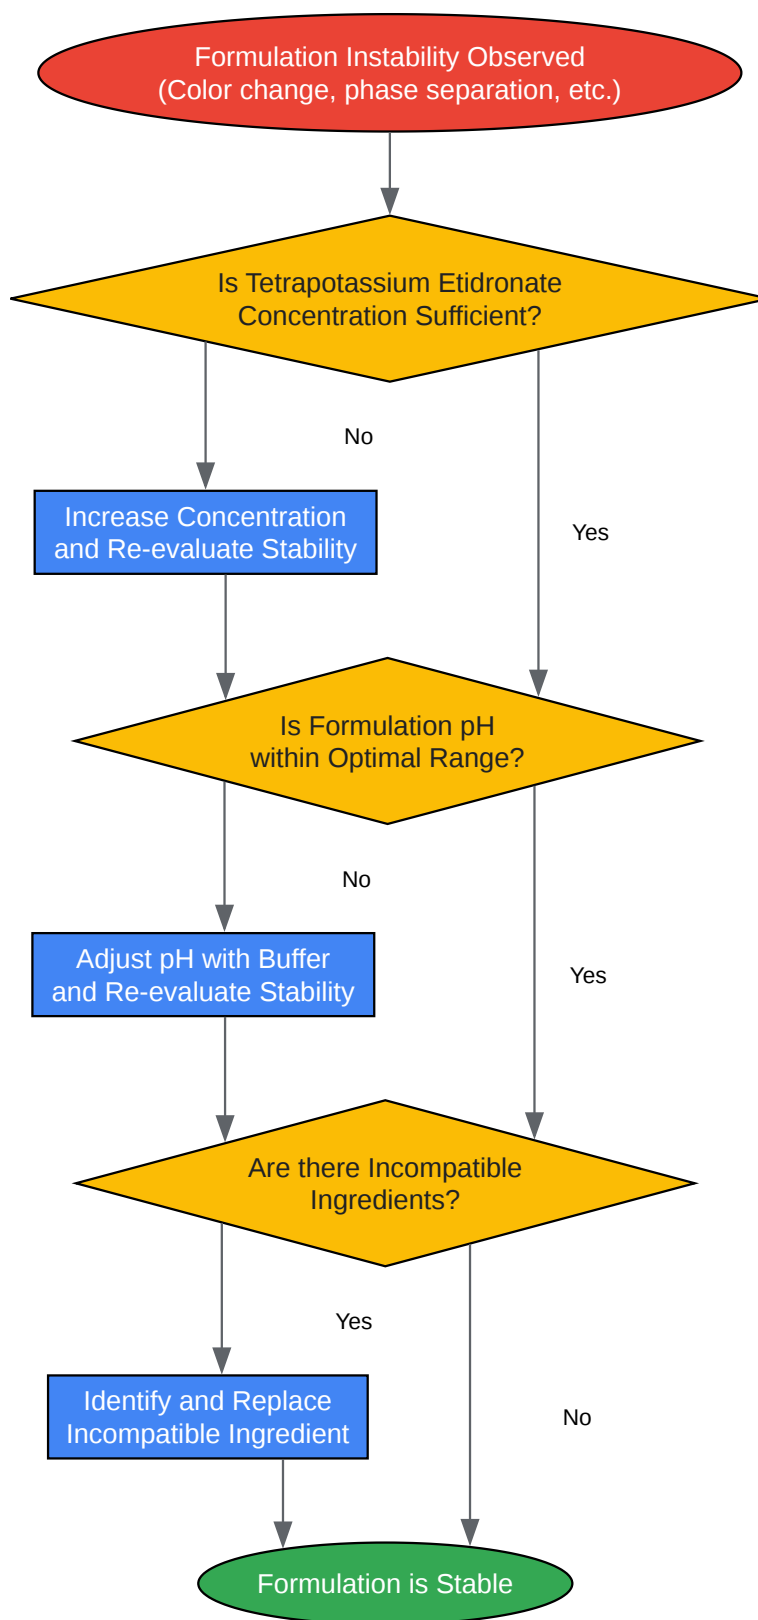 Formulation Instability Observed
(Color change, phase separation, etc.)
Is Tetrapotassium Etidronate
Concentration Sufficient?
No
Increase Concentration
and Re-evaluate Stability
Yes
Is Formulation pH
within Optimal Range?
No
Adjust pH with Buffer
and Re-evaluate Stability
Yes
Are there Incompatible
Ingredients?
Yes
Identify and Replace
Incompatible Ingredient
No
Formulation is Stable